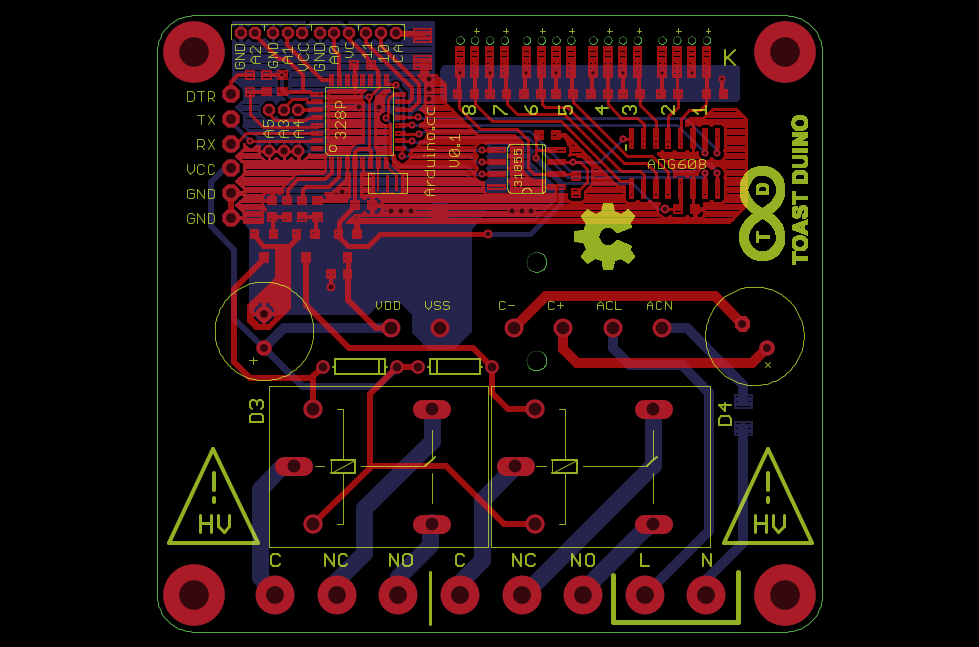 GND
A2
GND
A1
VCC
GND
A0
VC
11
10
CA
K
DTR
TX
RX
VCC
GND
GND
A5
A3
A4
328P
Arduino.CC
V0.1
8
7
6
5
4
3
2
1
31855
ADG608
T D
TOAST DUINO
VDD
VSS
C-
C+
ACL
ACN
+
D3
D4
! HV
! HV
C
NC
NO
C
NC
NO
L
N